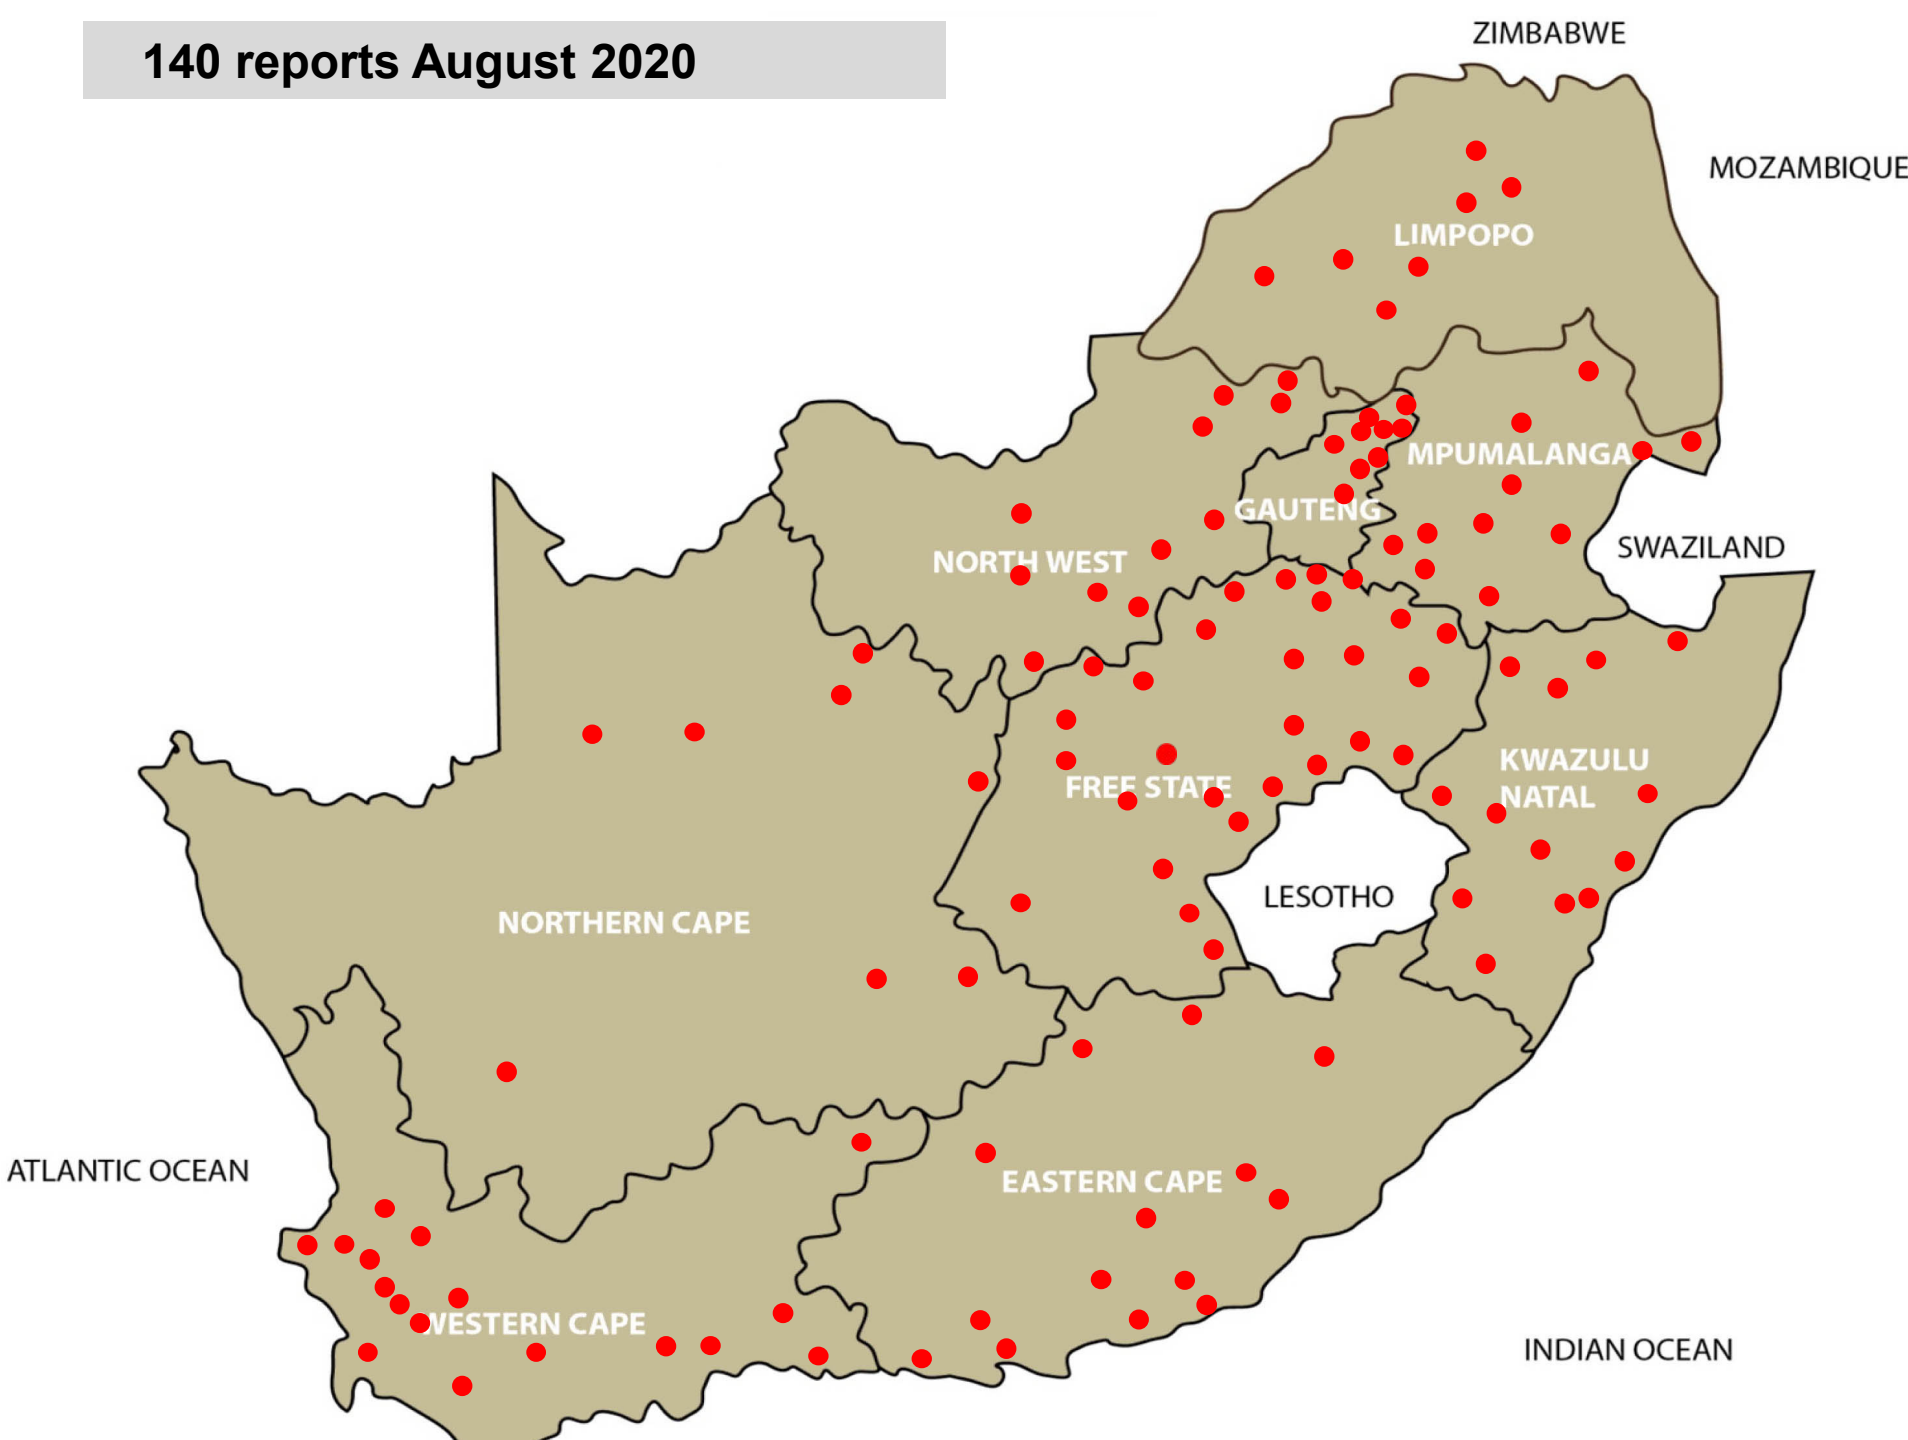 140 reports August 2020
ZIMBABWE
MOZAMBIQUE
LIMPOPO
MPUMALANGA
GAUTENG
SWAZILAND
NORTH WEST
KWAZULU
NATAL
FREE STATE
LESOTHO
NORTHERN CAPE
ATLANTIC OCEAN
EASTERN CAPE
WESTERN CAPE
INDIAN OCEAN